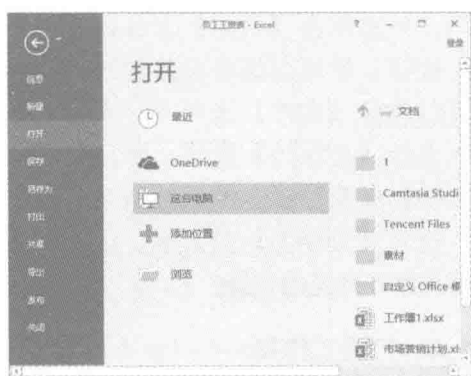 员工工资表 - Excel
? - □ ×
登录
信息
新建
打开
保存
另存为
打印
共享
导出
发布
关闭
打开
最近
OneDrive
这台电脑
添加位置
浏览
文档
1
Camtasia Studi
Tencent Files
素材
自定义 Office 模
工作簿1.xlsx
市场营销计划.xl